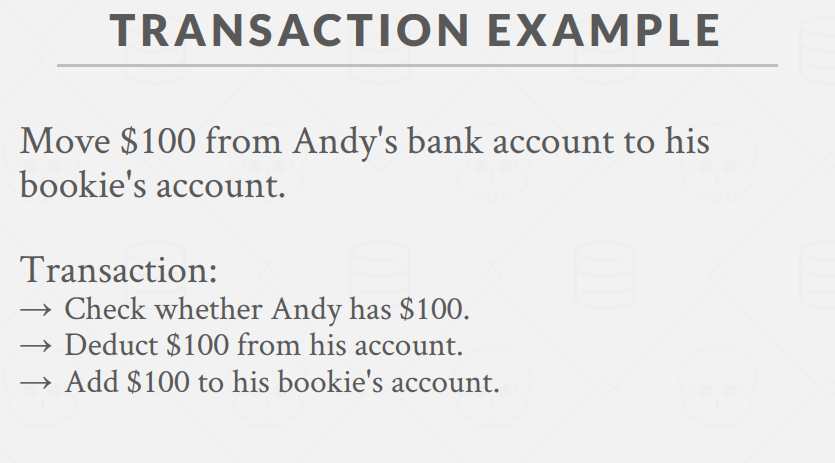 TRANSACTION EXAMPLE
Move $100 from Andy's bank account to his
bookie's account.
Transaction:
→ Check whether Andy has $100.
→ Deduct $100 from his account.
→ Add $100 to his bookie's account.